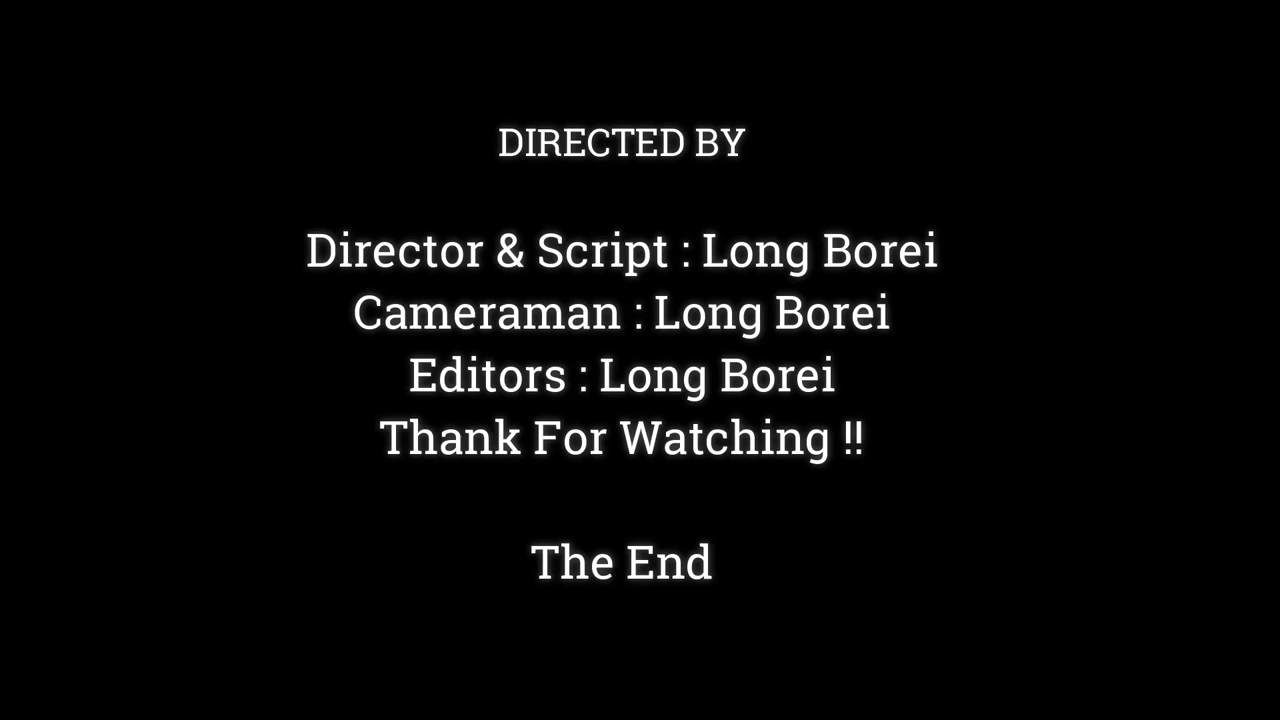 DIRECTED BY
Director & Script : Long Borei
Cameraman : Long Borei
Editors : Long Borei
Thank For Watching !!
The End